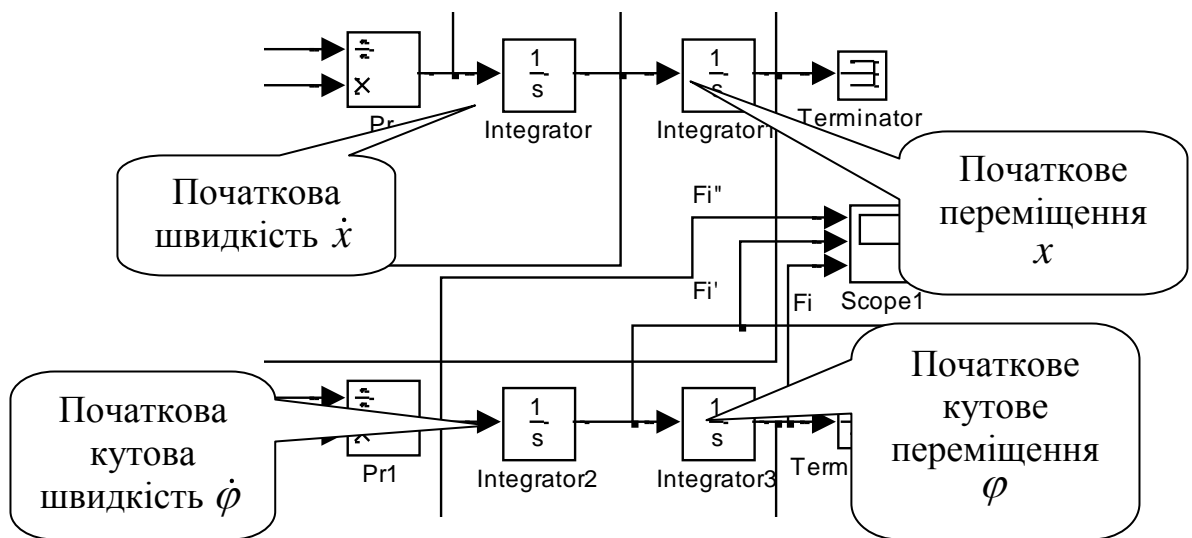 ÷
×
1
s
1
s
Pr
Integrator
Integrator1
Terminator
Початкова
швидкість ẋ
Початкове
переміщення
x
Fi"
Fi'
Fi
Scope1
Початкова
кутова
швидкість φ̇
÷
×
Pr1
1
s
Integrator2
1
s
Integrator3
Term
Початкове
кутове
переміщення
φ